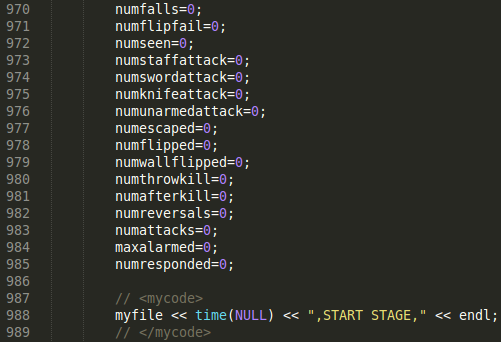 970 numfalls=0;
971 numflipfail=0;
972 numseen=0;
973 numstaffattack=0;
974 numswordattack=0;
975 numknifeattack=0;
976 numunarmedattack=0;
977 numescaped=0;
978 numflipped=0;
979 numwallflipped=0;
980 numthrowkill=0;
981 numafterkill=0;
982 numreversals=0;
983 numattacks=0;
984 maxalarmed=0;
985 numresponded=0;
986
987 // <mycode>
988 myfile << time(NULL) << ",START STAGE," << endl;
989 // </mycode>